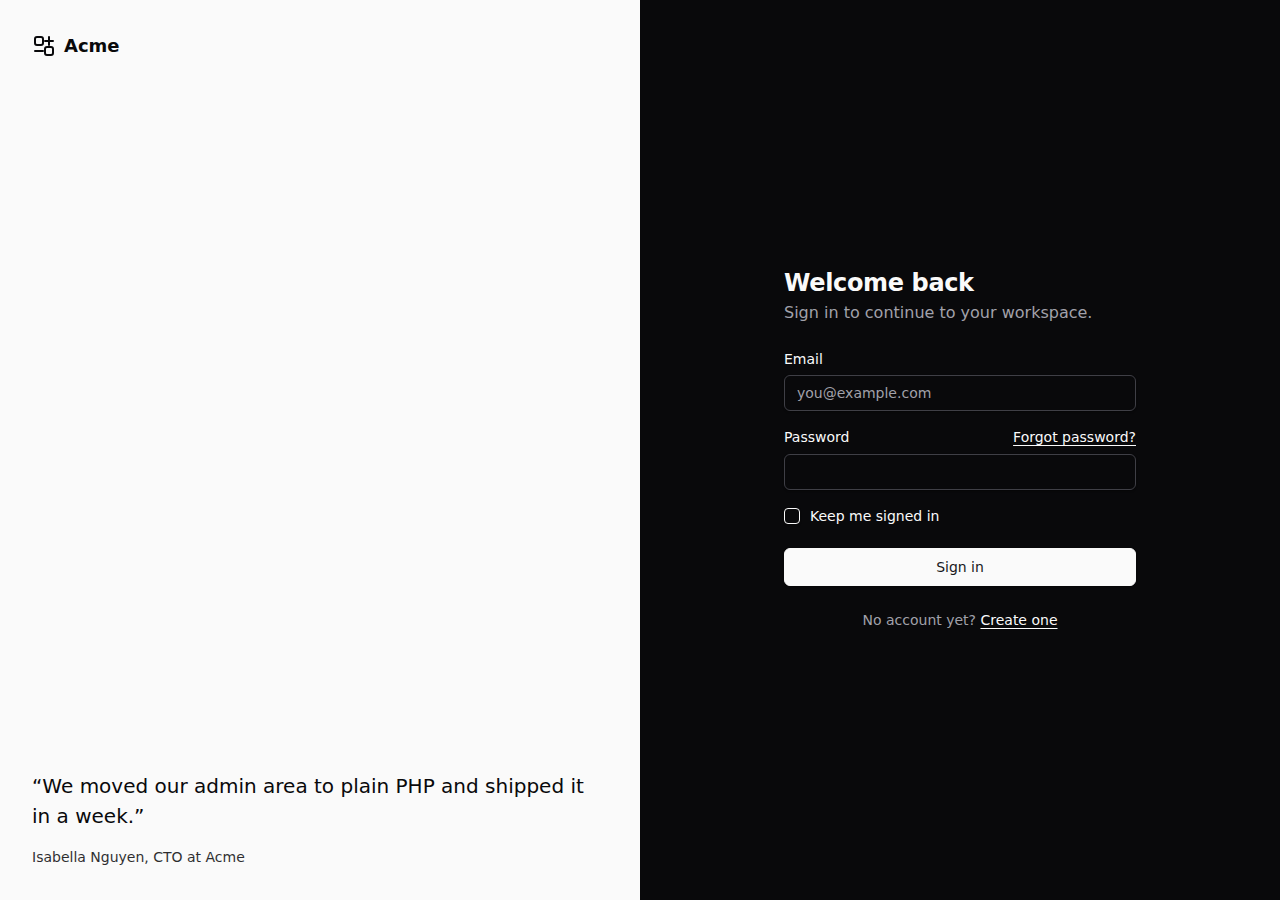 Acme
“We moved our admin area to plain PHP and shipped it
in a week.”
Isabella Nguyen, CTO at Acme
Welcome back
Sign in to continue to your workspace.
Email
you@example.com
Password
Forgot password?
Keep me signed in
Sign in
No account yet? Create one